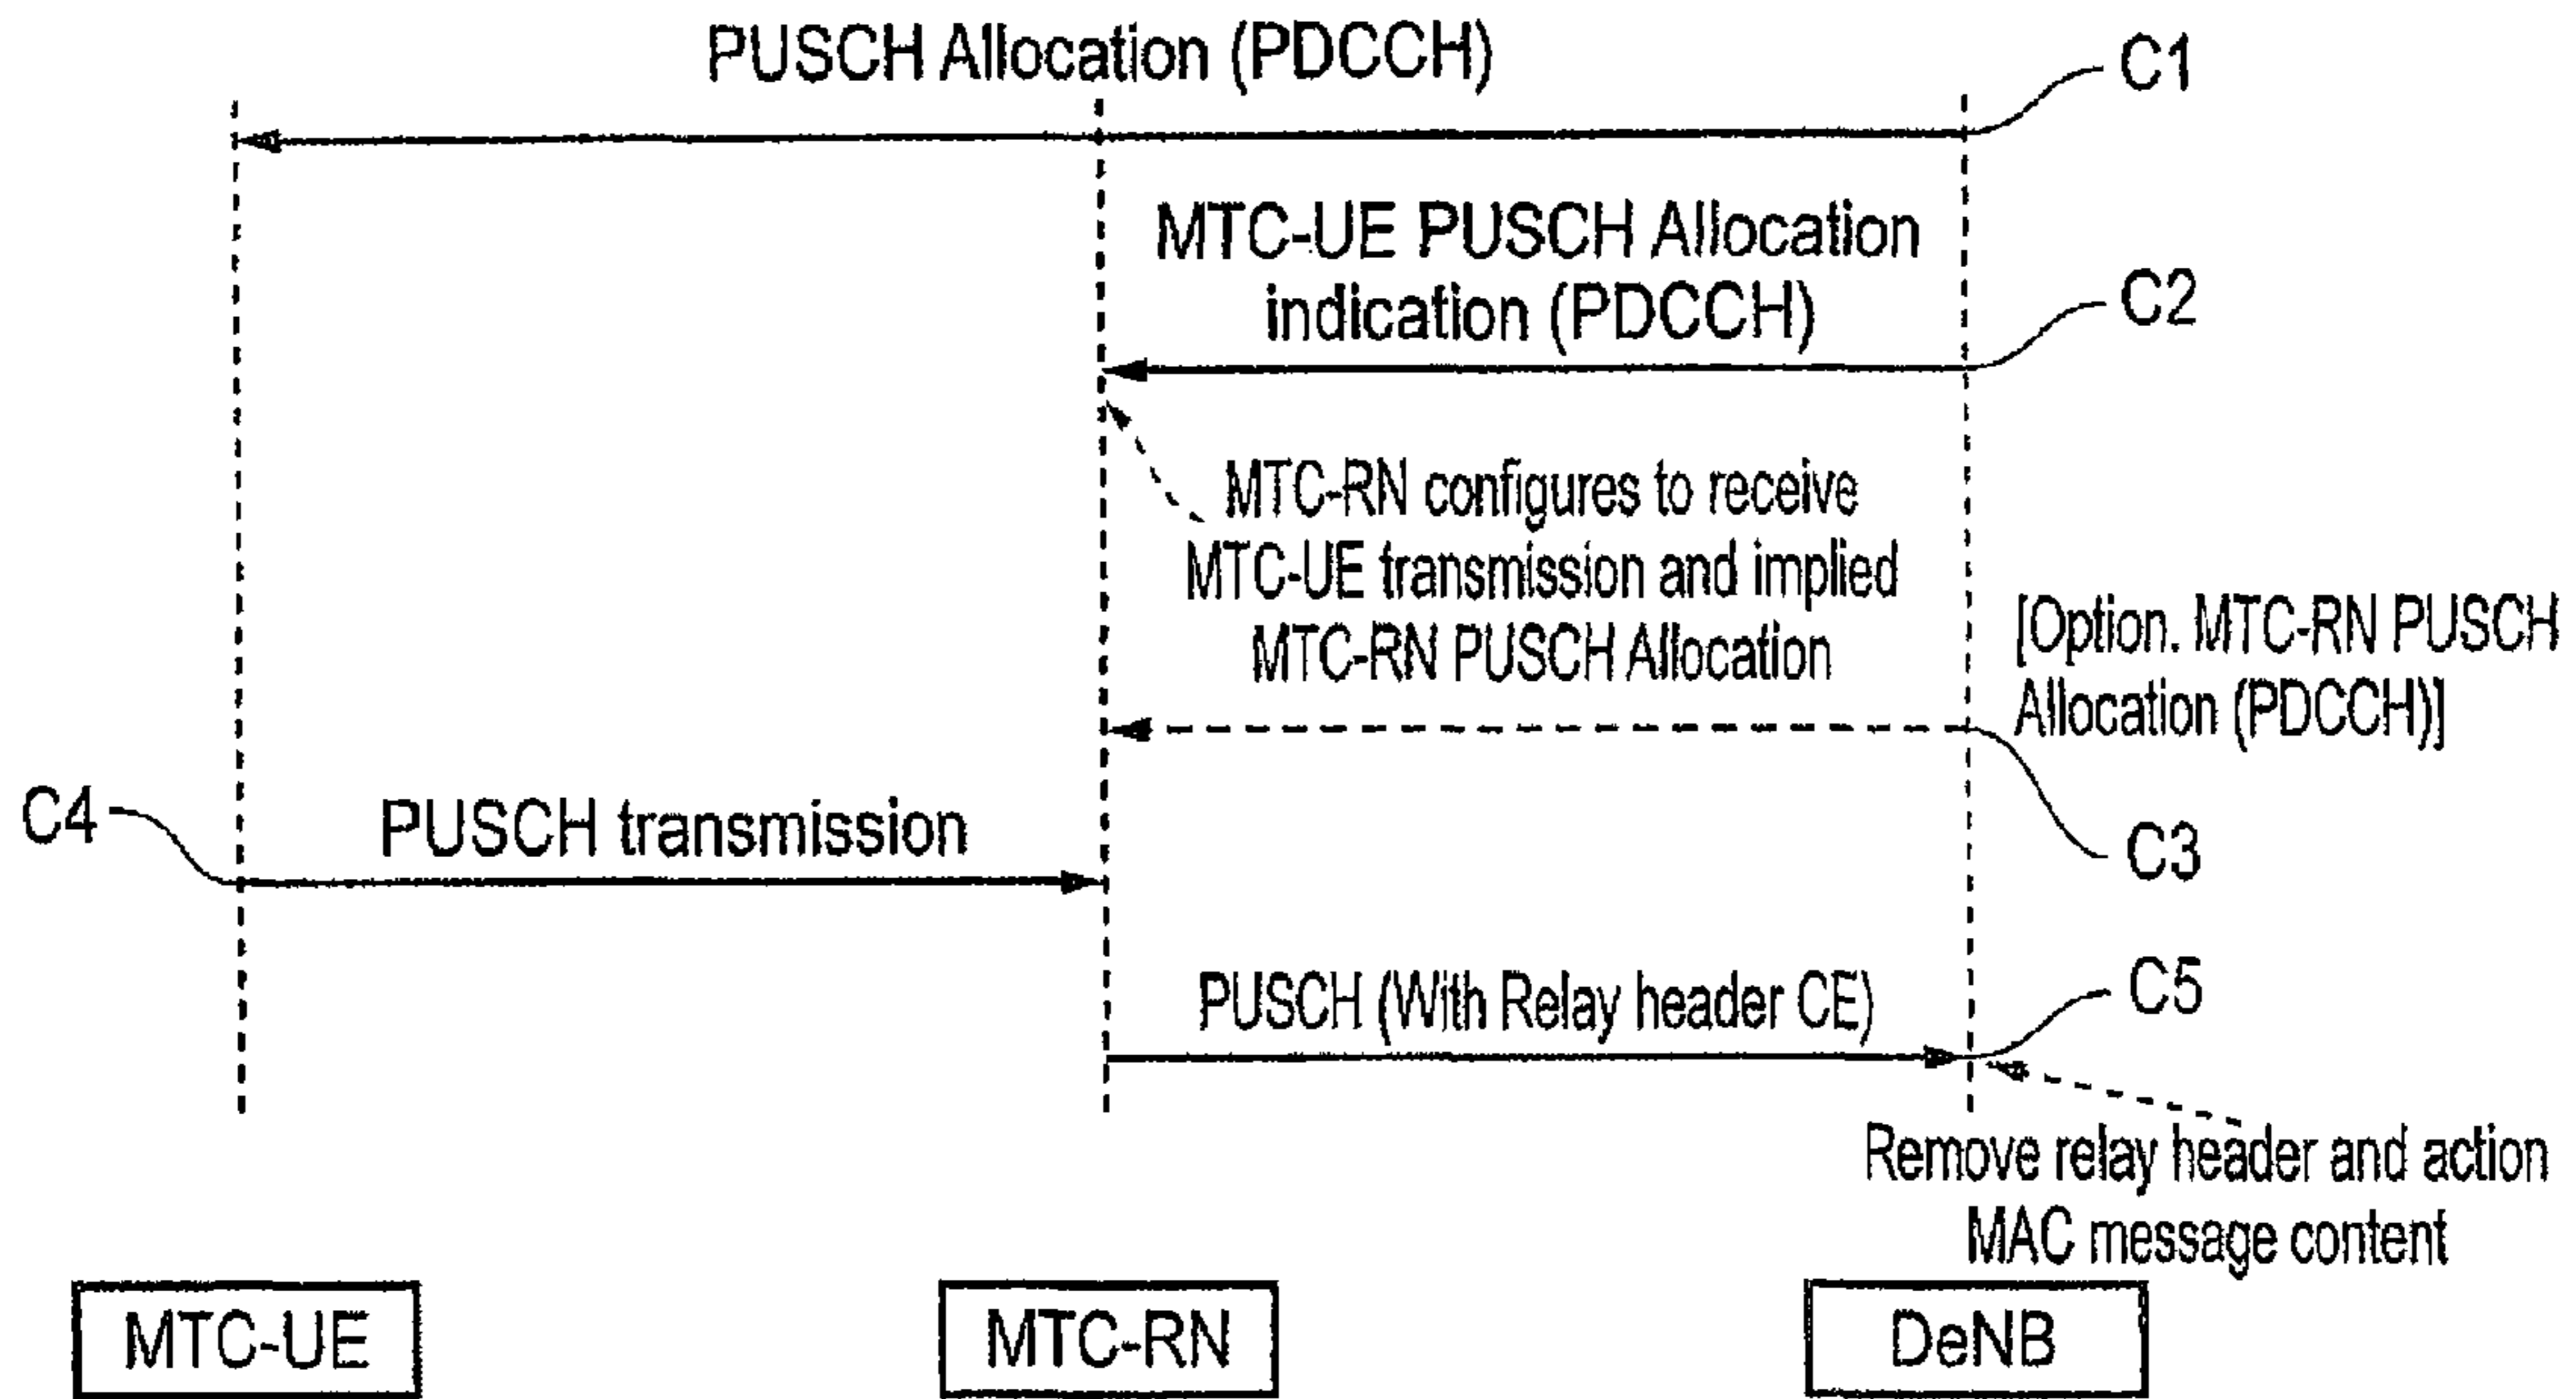 PUSCH Allocation (PDCCH)
C1
MTC-UE PUSCH Allocation
indication (PDCCH)
C2
MTC-RN configures to receive
MTC-UE transmission and implied
MTC-RN PUSCH Allocation
[Option. MTC-RN PUSCH
Allocation (PDCCH)]
C3
C4
PUSCH transmission
PUSCH (With Relay header CE)
C5
Remove relay header and action
MAC message content
MTC-UE
MTC-RN
DeNB